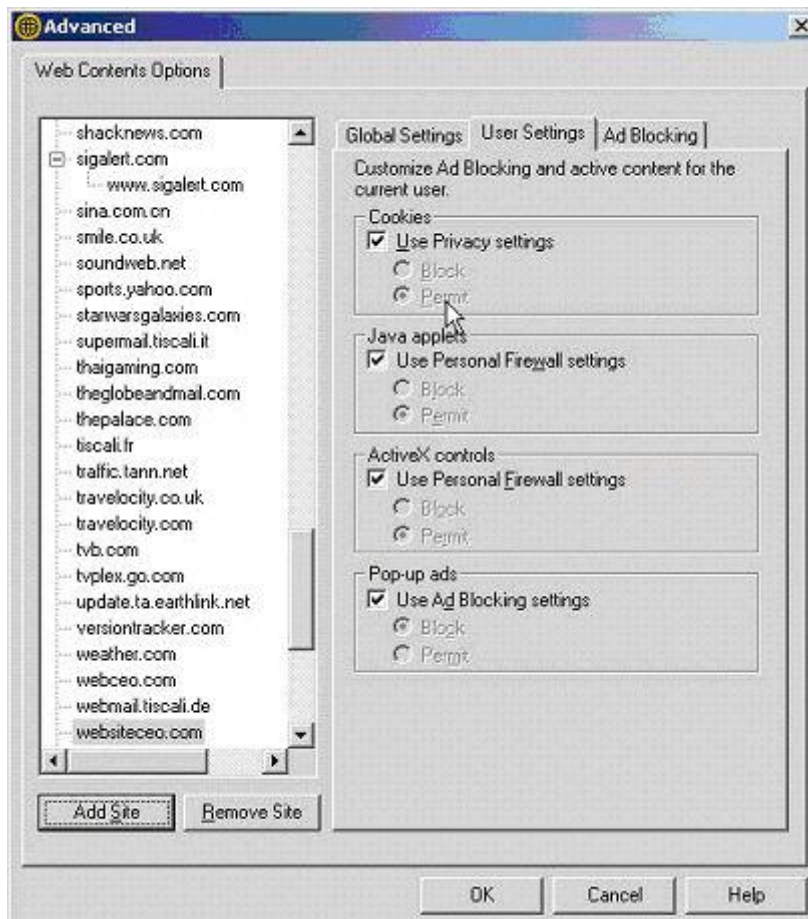 Advanced
Web Contents Options
shacknews.com
sigalert.com
www.sigalert.com
sina.com.cn
smile.co.uk
soundweb.net
sports.yahoo.com
starwarsgalaxies.com
supermail.tiscali.it
thaigaming.com
theglobeandmail.com
thepalace.com
tiscali.fr
traffic.tann.net
travelocity.co.uk
travelocity.com
tvb.com
tvplex.go.com
update.ta.earthlink.net
versiontracker.com
weather.com
webceo.com
webmail.tiscali.de
websiteceo.com
Add Site
Remove Site
Global Settings
User Settings
Ad Blocking
Customize Ad Blocking and active content for the
current user.
Cookies
Use Privacy settings
Block
Permit
Java applets
Use Personal Firewall settings
Block
Permit
ActiveX controls
Use Personal Firewall settings
Block
Permit
Pop-up ads
Use Ad Blocking settings
Block
Permit
OK
Cancel
Help